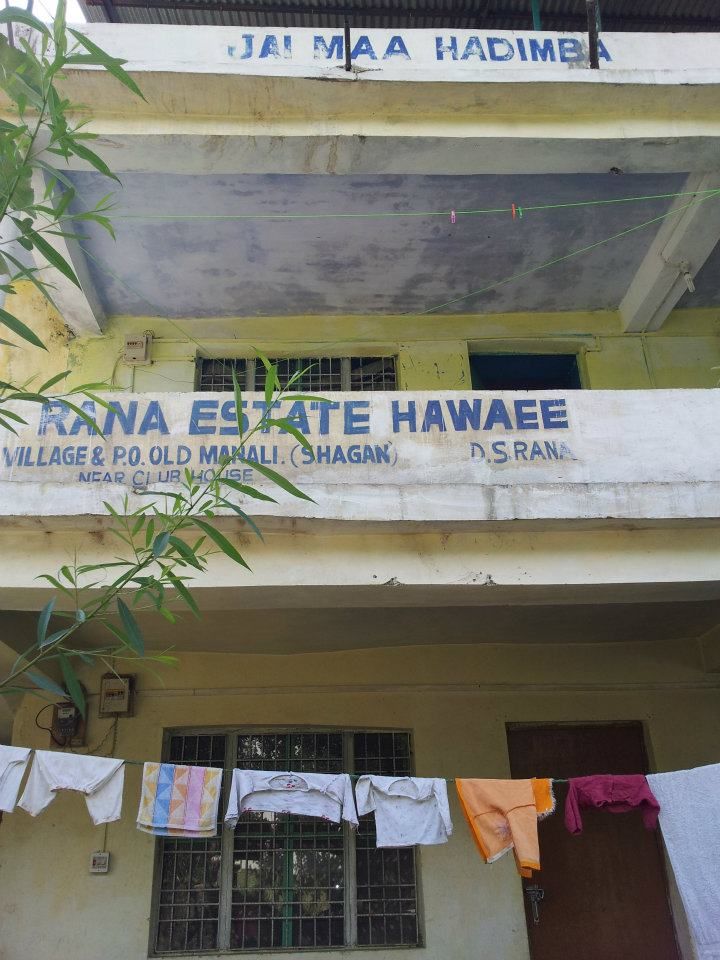 JAI MAA HADIMBA
RANA ESTATE HAWAEE
VILLAGE & P.O. OLD MANALI. (SHAGAN) D.S.RANA
NEAR CLUB HOUSE